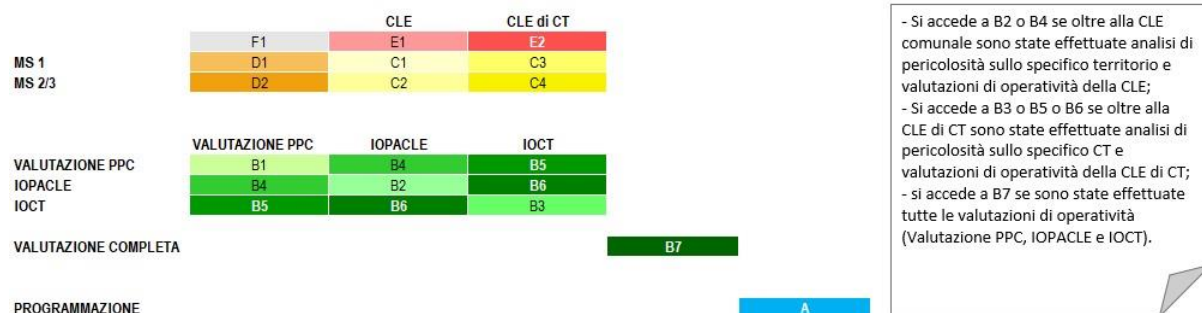 CLE CLE di CT
F1 E1 E2
MS 1 D1 C1 C3
MS 2/3 D2 C2 C4
VALUTAZIONE PPC IOPACLE IOCT
VALUTAZIONE PPC B1 B4 B5
IOPACLE B4 B2 B6
IOCT B5 B6 B3
VALUTAZIONE COMPLETA B7
PROGRAMMAZIONE A
- Si accede a B2 o B4 se oltre alla CLE
comunale sono state effettuate analisi di
pericolosità sullo specifico territorio e
valutazioni di operatività della CLE;
- Si accede a B3 o B5 o B6 se oltre alla
CLE di CT sono state effettuate analisi di
pericolosità sullo specifico CT e
valutazioni di operatività della CLE di CT;
- si accede a B7 se sono state effettuate
tutte le valutazioni di operatività
(Valutazione PPC, IOPACLE e IOCT).